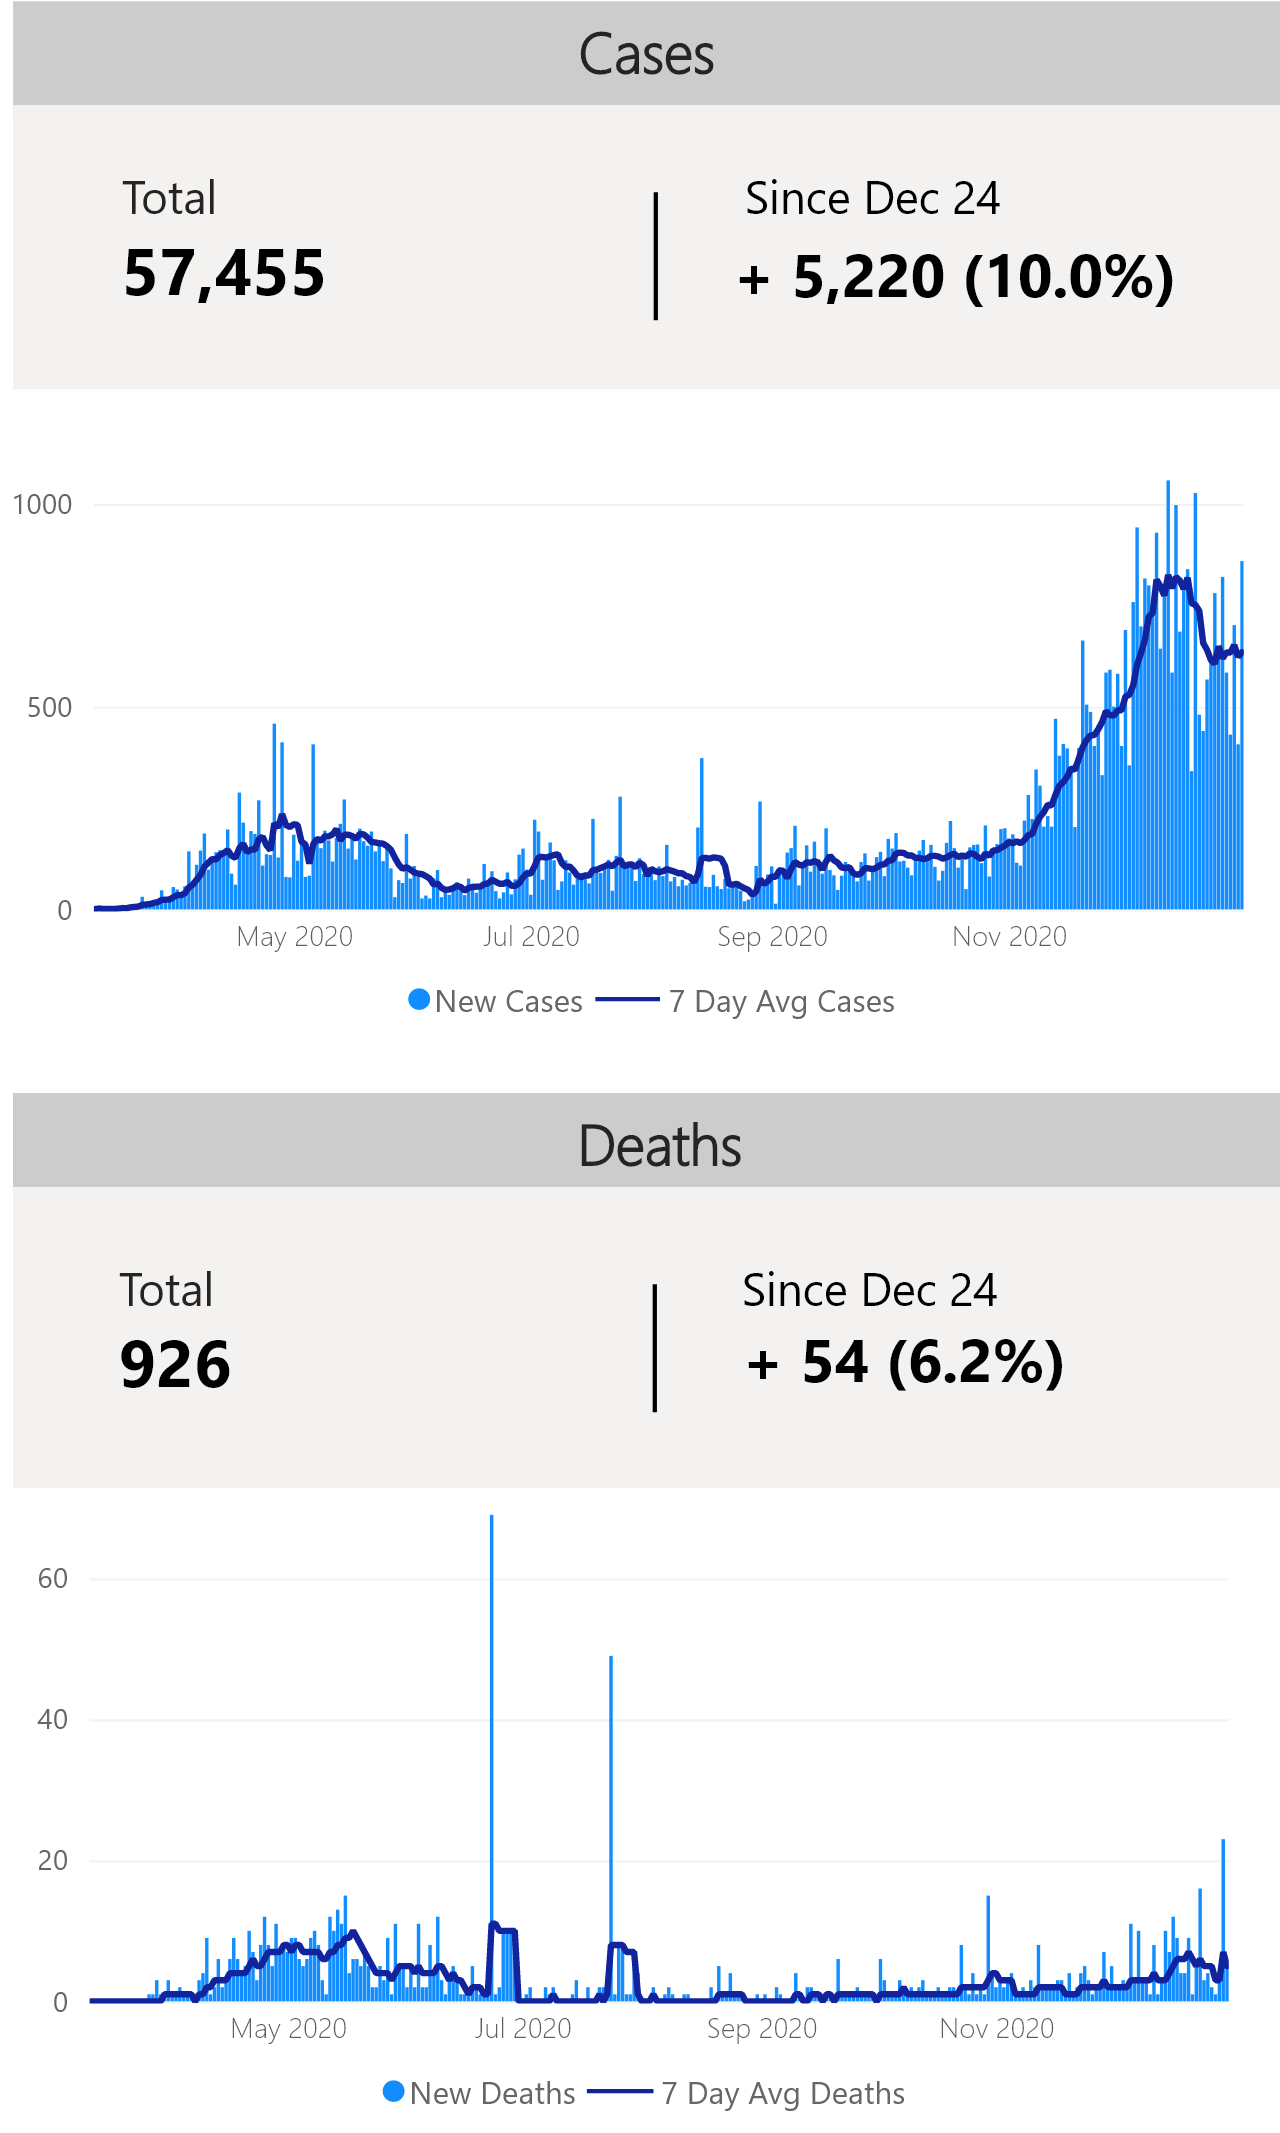 Cases
Total
Since Dec 24
57,455
+ 5,220 (10.0%)
1000
500
0
May 2020
Jul 2020
Sep 2020
Nov 2020
New Cases
7 Day Avg Cases
Deaths
Total
Since Dec 24
926
+ 54 (6.2%)
60
40
20
0
May 2020
Jul 2020
Sep 2020
Nov 2020
New Deaths
7 Day Avg Deaths